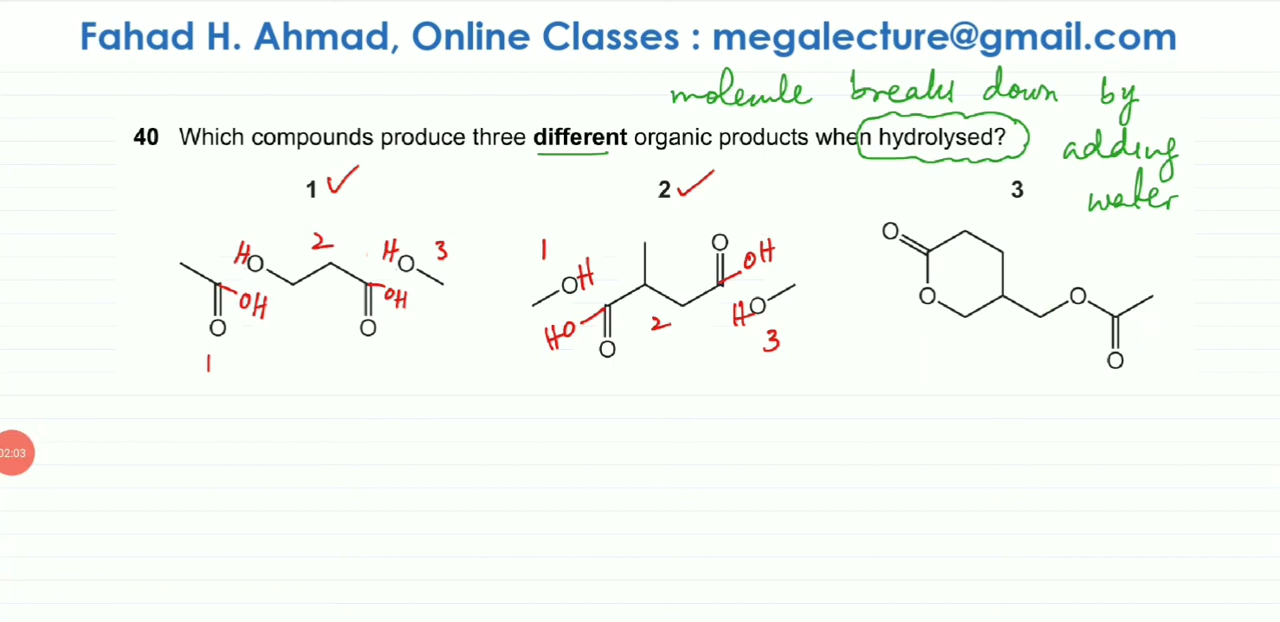 Fahad H. Ahmad, Online Classes : megalecture@gmail.com
molecule breaks down by
adding
water
40 Which compounds produce three different organic products when hydrolysed?
1 ✓ 2 ✓ 3
HO 2 HO 3
OH OH
O O
1
1 O OH
OH HO
HO 2 3
O
O
O O
O
02:03